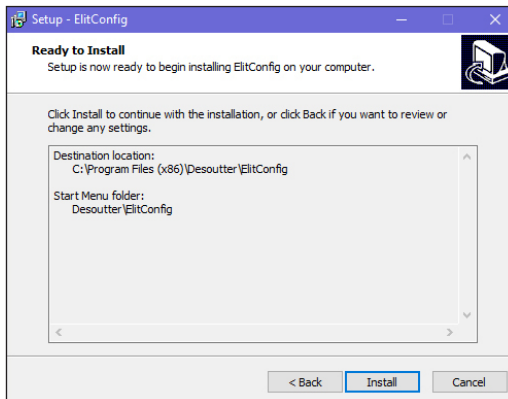 Setup - ElitConfig
Ready to Install
Setup is now ready to begin installing ElitConfig on your computer.
Click Install to continue with the installation, or click Back if you want to review or
change any settings.
Destination location:
C:\Program Files (x86)\Desoutter\ElitConfig
Start Menu folder:
Desoutter\ElitConfig
< Back
Install
Cancel